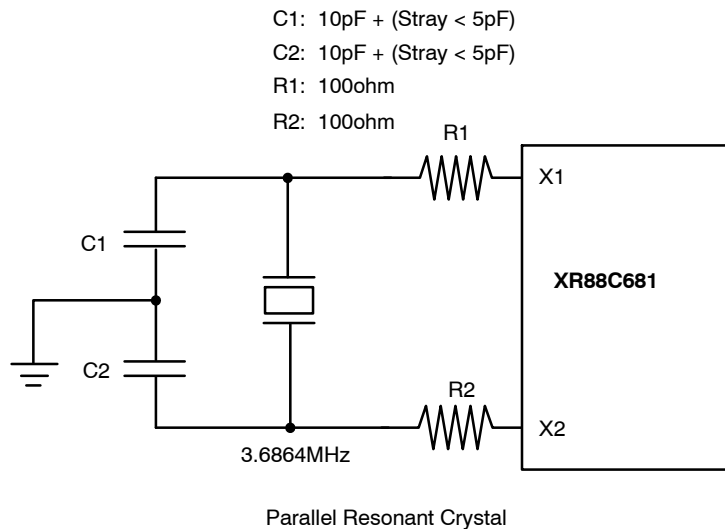 C1: 10pF + (Stray < 5pF)
C2: 10pF + (Stray < 5pF)
R1: 100ohm
R2: 100ohm
R1
X1
C1
XR88C681
C2
R2
X2
3.6864MHz
Parallel Resonant Crystal